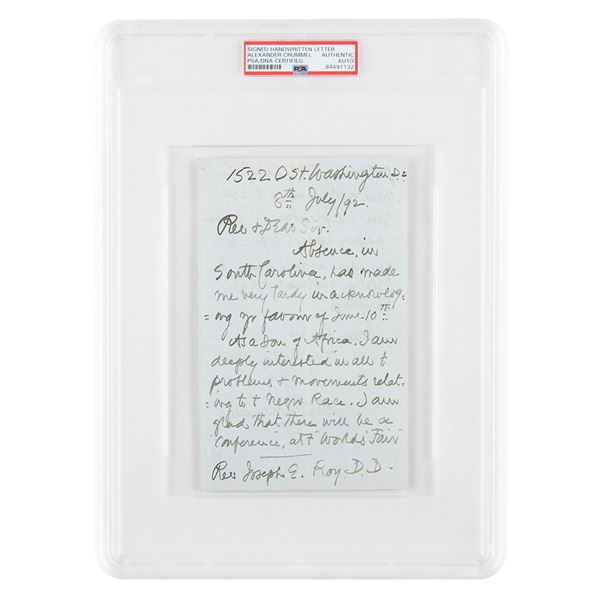 SIGNED HANDWRITTEN LETTER
ALEXANDER CRUMMEL AUTHENTIC
PSA/DNA CERTIFIED AUTO
PSA 84491132
1522 O St. Washington D.C
8th July/92.
Rev & Dear Sir.
Absence, in
South Carolina, has made
me very tardy in acknowledg-
=ing yr favour of June 10th.
As a Son of Africa, I am
deeply interested in all t
problems & movements relat-
=ing to t Negro Race. I am
glad that there will be a
"conference", at t "Worlds' Fair"
Rev Joseph E. Roy D.D.